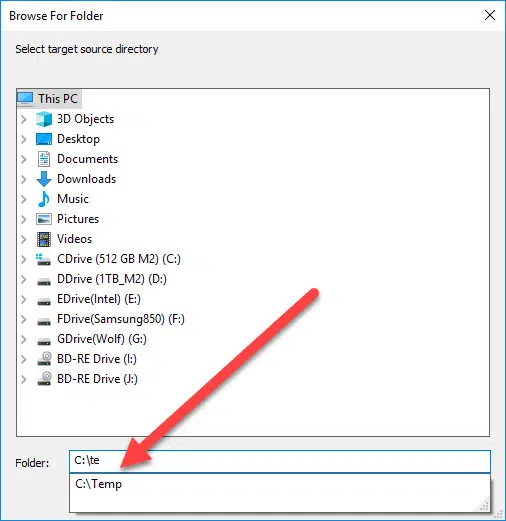 Browse For Folder
Select target source directory
This PC
3D Objects
Desktop
Documents
Downloads
Music
Pictures
Videos
CDrive (512 GB M2) (C:)
DDrive (1TB_M2) (D:)
EDrive(Intel) (E:)
FDrive(Samsung850) (F:)
GDrive(Wolf) (G:)
BD-RE Drive (I:)
BD-RE Drive (J:)
Folder: C:\te
C:\Temp